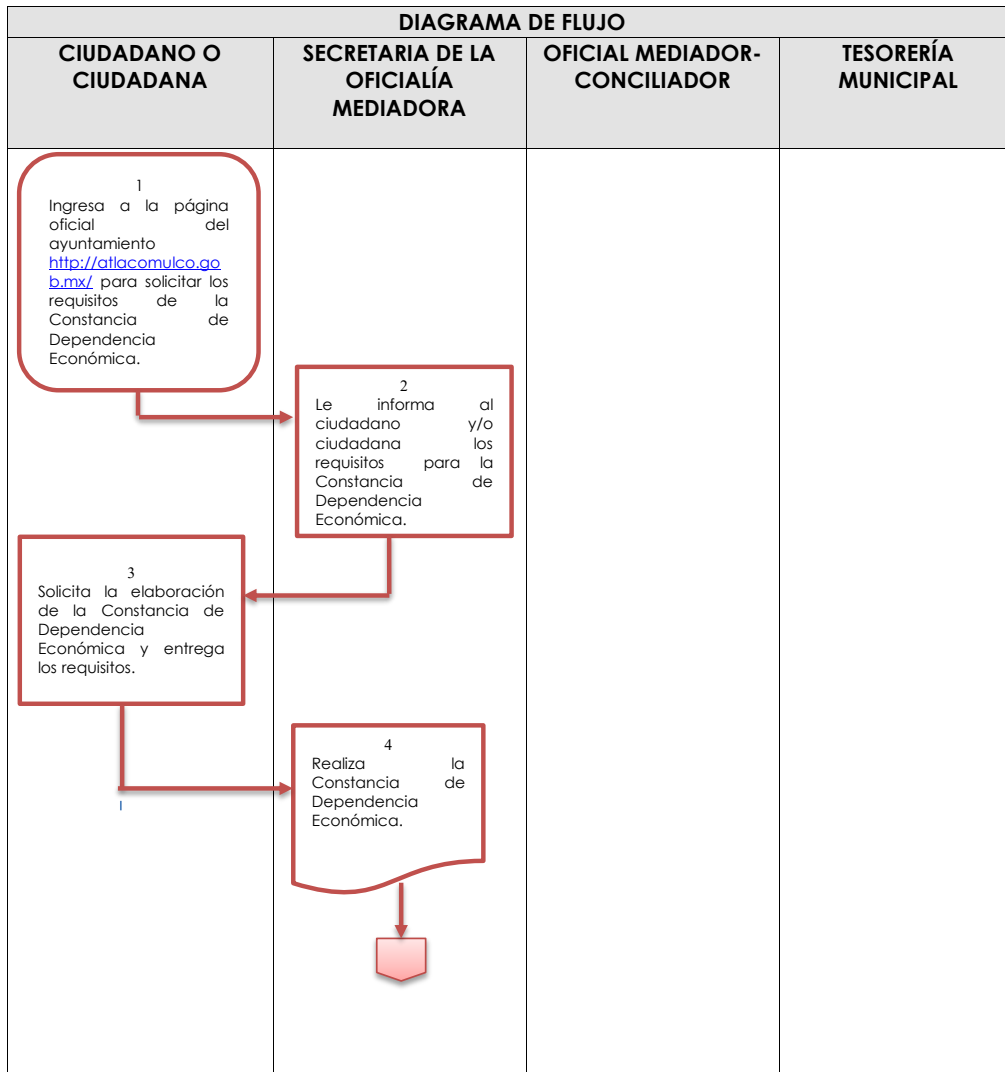 DIAGRAMA DE FLUJO
CIUDADANO O
CIUDADANA
SECRETARIA DE LA
OFICIALÍA
MEDIADORA
OFICIAL MEDIADOR-
CONCILIADOR
TESORERÍA
MUNICIPAL
1
Ingresa a la página
oficial del
ayuntamiento
http://atlacomulco.go
b.mx/ para solicitar los
requisitos de la
Constancia de
Dependencia
Económica.
2
Le informa al
ciudadano y/o
ciudadana los
requisitos para la
Constancia de
Dependencia
Económica.
3
Solicita la elaboración
de la Constancia de
Dependencia
Económica y entrega
los requisitos.
4
Realiza la
Constancia de
Dependencia
Económica.